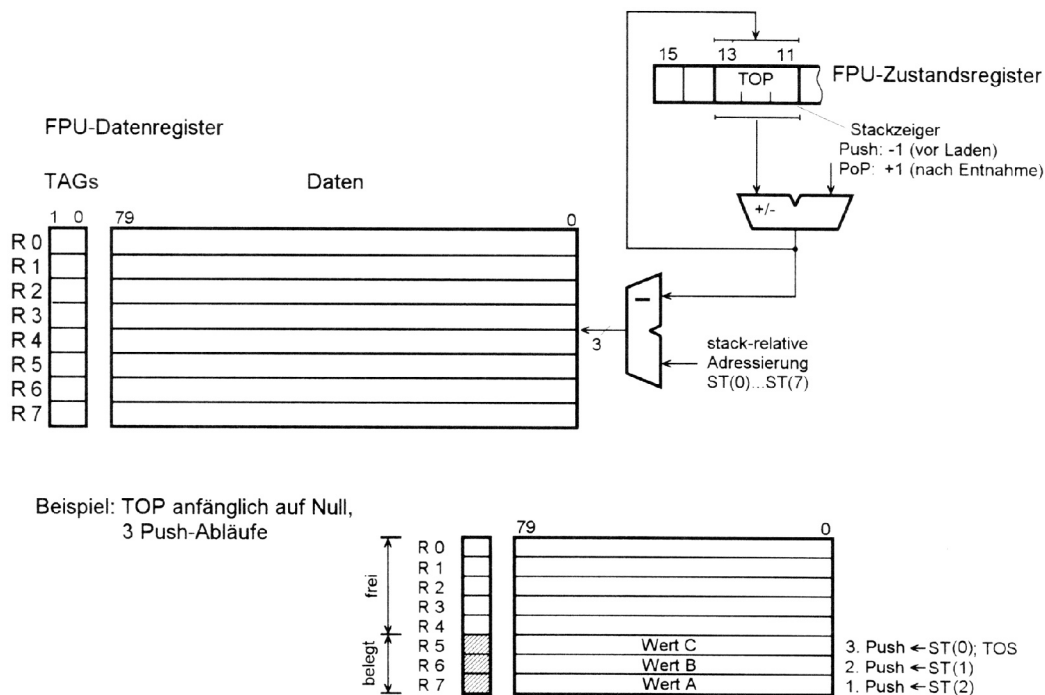 15 13 11
TOP
FPU-Zustandsregister
FPU-Datenregister
Stackzeiger
Push: -1 (vor Laden)
PoP: +1 (nach Entnahme)
TAGs Daten
+/-
1 0 79 0
R 0
R 1
R 2
R 3
R 4
R 5
R 6
R 7
–
3
stack-relative
Adressierung
ST(0)...ST(7)
Beispiel: TOP anfänglich auf Null,
3 Push-Abläufe
79 0
frei
belegt
R 0
R 1
R 2
R 3
R 4
R 5 Wert C 3. Push ←ST(0); TOS
R 6 Wert B 2. Push ←ST(1)
R 7 Wert A 1. Push ←ST(2)